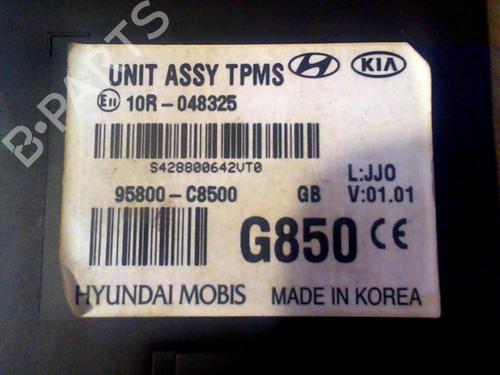 UNIT ASSY TPMS KIA
E11 10R-048325
S428800642VT0
L:JJO
95800-C8500 GB V:01.01
G850 CE
HYUNDAI MOBIS MADE IN KOREA
B-PARTS